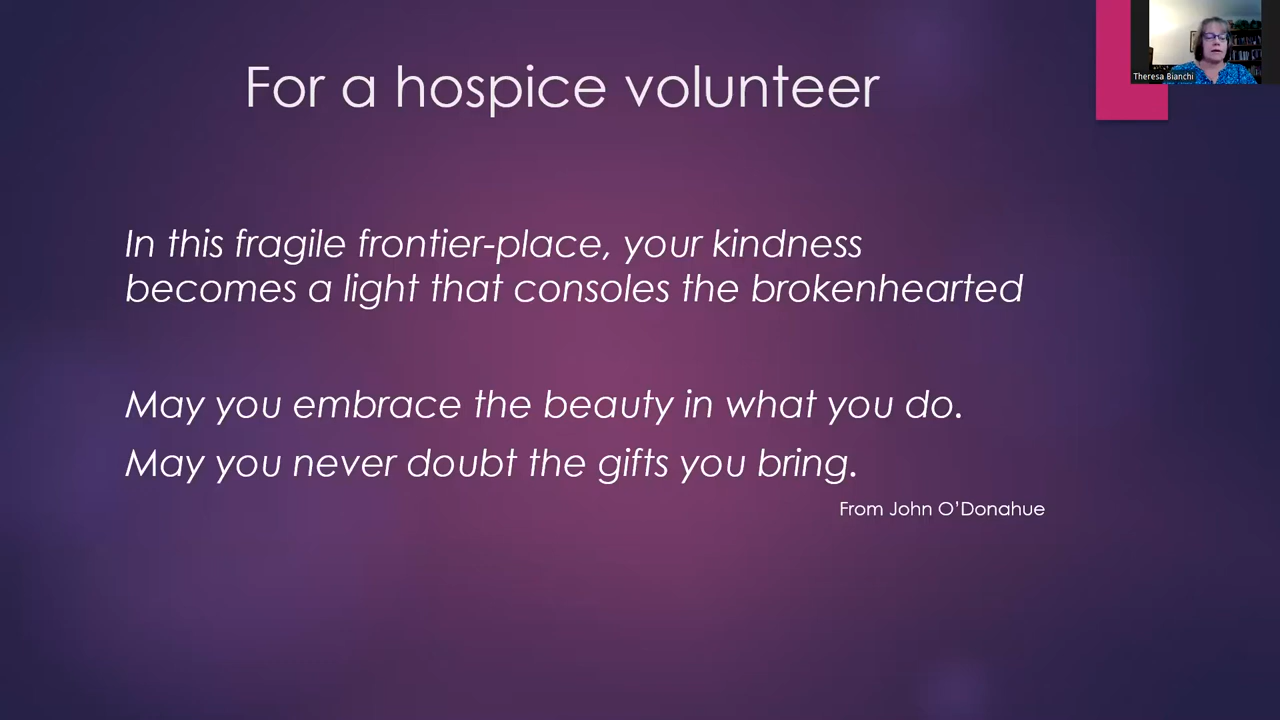 For a hospice volunteer
Theresa Bianchi
In this fragile frontier-place, your kindness
becomes a light that consoles the brokenhearted
May you embrace the beauty in what you do.
May you never doubt the gifts you bring.
From John O’Donahue